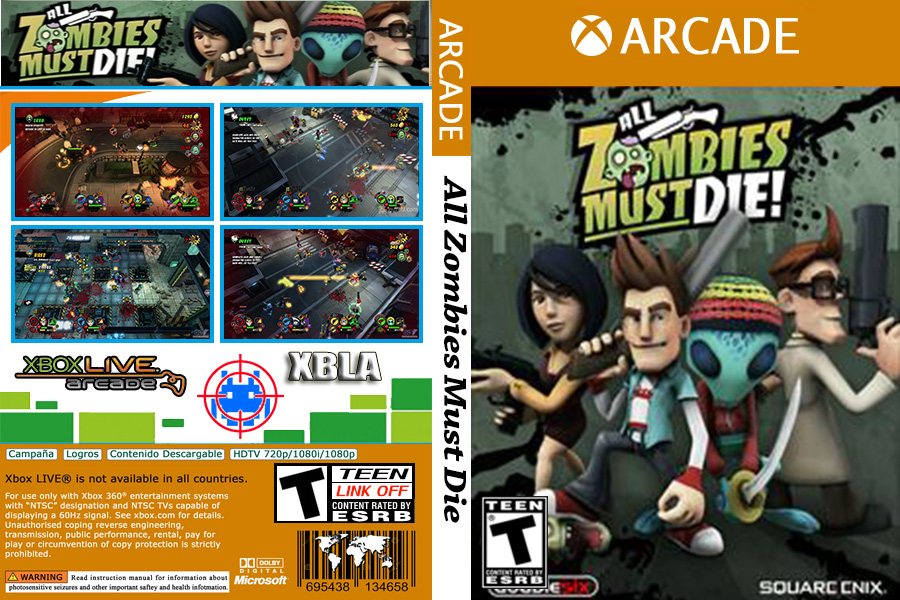 ALL
ZOMBIES
MUST DIE!
XBOX LIVE
arcade
XBLA
Campaña
Logros
Contenido Descargable
HDTV 720p/1080i/1080p
Xbox LIVE® is not available in all countries.
For use only with Xbox 360® entertainment systems
with “NTSC” designation and NTSC TVs capable of
displaying a 60Hz signal. See xbox.com for details.
Unauthorised coping reverse engineering,
transmission, public performance, rental, pay for
play or circumvention of copy protection is strictly
prohibited.
WARNING Read instruction manual for information about
photosensitive seizures and other important saftey and health infotmation.
DOLBY
DIGITAL
Microsoft
T
TEEN
LINK OFF
CONTENT RATED BY
ESRB
695438 134658
ARCADE
All Zombies Must Die
ARCADE
ALL
ZOMBIES
MUST DIE!
TEEN
T
CONTENT RATED BY
ESRB
SQUARE ENIX.